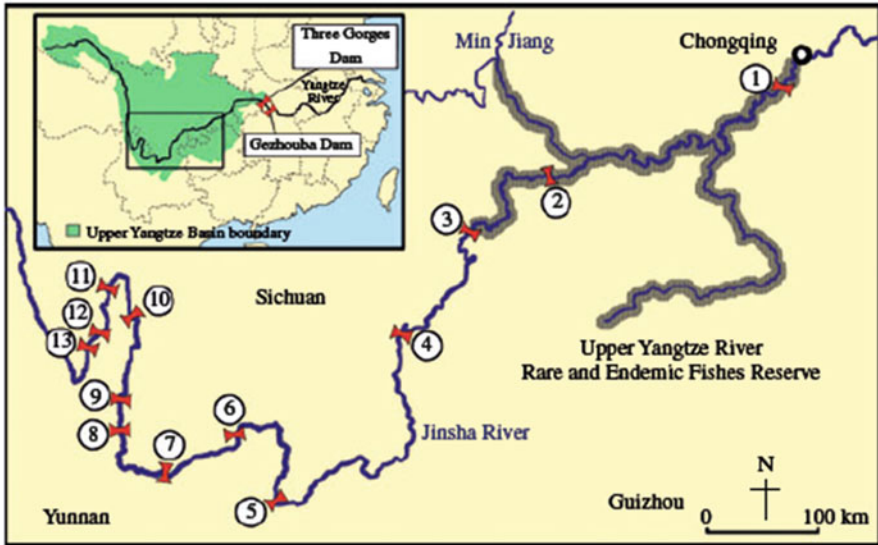 Three Gorges
Dam
Yangtze
River
Gezhouba Dam
Upper Yangtze Basin boundary
Min Jiang
Chongqing
1
2
3
11
10
Sichuan
12
13
4
Upper Yangtze River
Rare and Endemic Fishes Reserve
9
6
8
7
Jinsha River
5
N
Yunnan
Guizhou
0 100 km